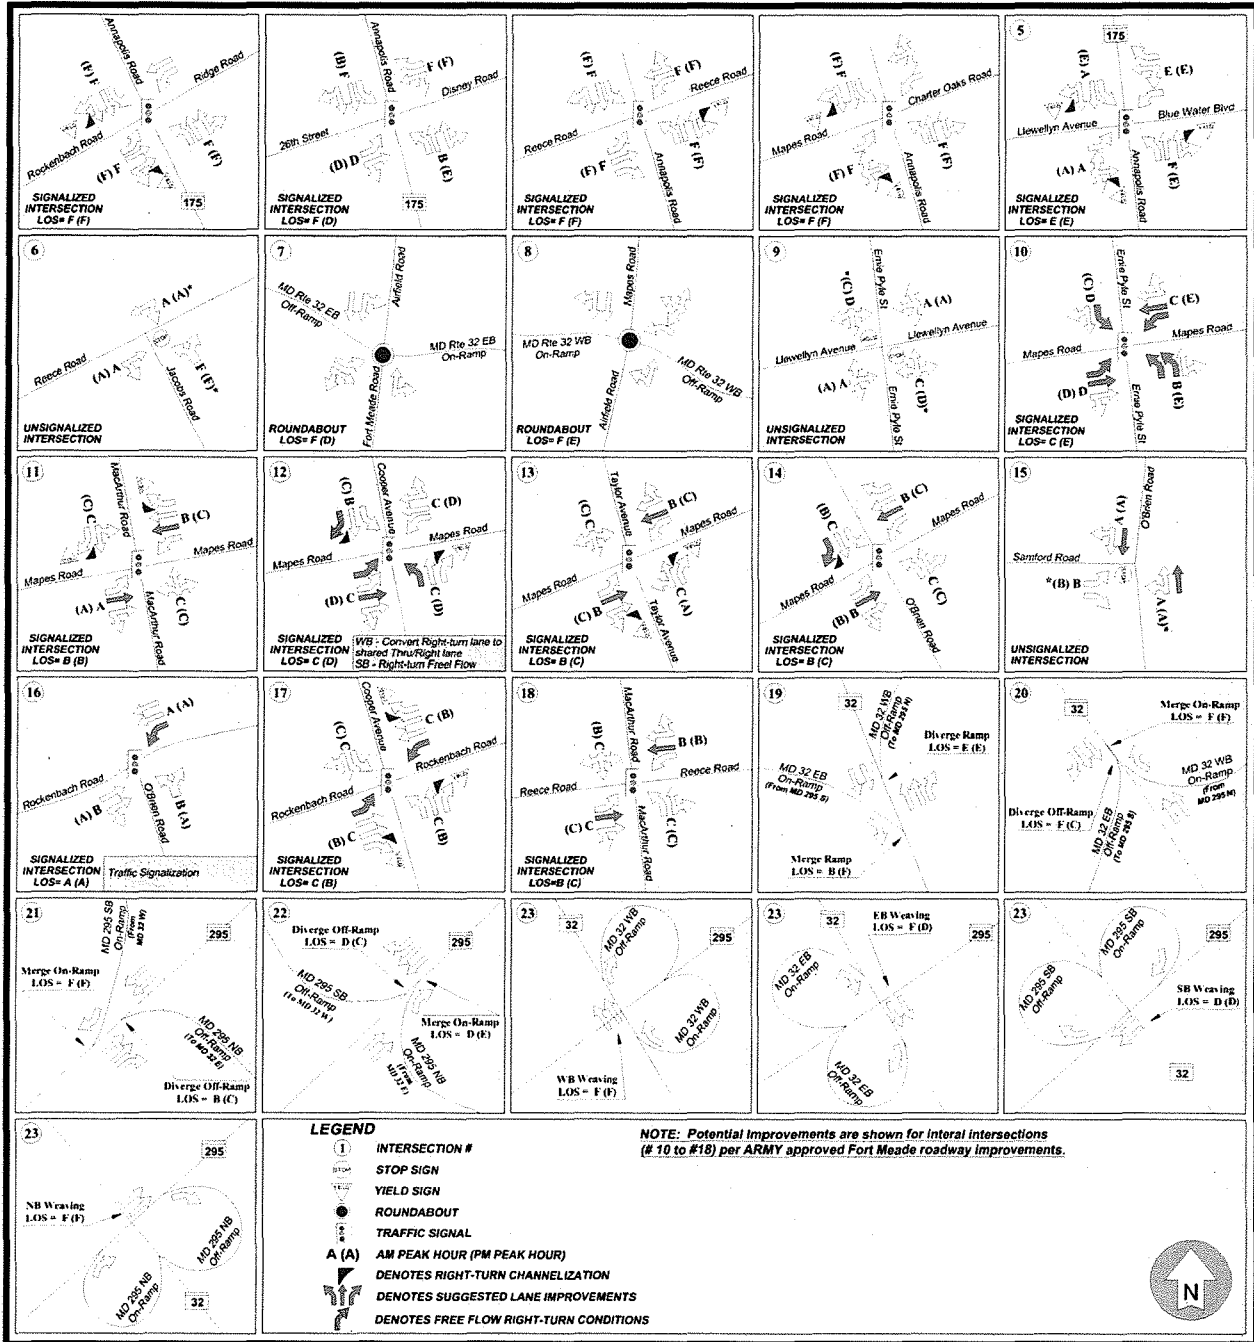 Annapolis Road
Ridge Road
Rockenbach Road
(F) F
F (F)
(F) F
175
SIGNALIZED
INTERSECTION
LOS= F (F)
Annapolis Road
(B) F
F (F)
Disney Road
26th Street
(D) D
B (E)
175
SIGNALIZED
INTERSECTION
LOS= F (D)
(F) F
F (F)
Reece Road
Reece Road
(F) F
F (F)
Annapolis Road
SIGNALIZED
INTERSECTION
LOS= F (F)
(F) F
Charter Oaks Road
Mapes Road
(F) F
F (F)
Annapolis Road
SIGNALIZED
INTERSECTION
LOS= F (F)
5
175
(E) A
E (E)
Blue Water Blvd
Llewellyn Avenue
(A) A
F (E)
Annapolis Road
SIGNALIZED
INTERSECTION
LOS= E (E)
6
A (A)*
STOP
Reece Road
(A) A
F (F)*
Jacobs Road
UNSIGNALIZED
INTERSECTION
7
Airfield Road
MD Rte 32 EB
Off-Ramp
MD Rte 32 EB
On-Ramp
Fort Meade Road
ROUNDABOUT
LOS= F (D)
8
Mapes Road
MD Rte 32 WB
On-Ramp
MD Rte 32 WB
Off-Ramp
Airfield Road
ROUNDABOUT
LOS= F (E)
9
Ernie Pyle St
*(C) D
A (A)
Llewellyn Avenue
Llewellyn Avenue
(A) A
C (D)*
Ernie Pyle St
UNSIGNALIZED
INTERSECTION
10
Ernie Pyle St
(C) D
C (E)
Mapes Road
Mapes Road
(D) D
B (E)
Ernie Pyle St
SIGNALIZED
INTERSECTION
LOS= C (E)
11
MacArthur Road
(C) C
B (C)
Mapes Road
Mapes Road
(A) A
C (C)
MacArthur Road
SIGNALIZED
INTERSECTION
LOS= B (B)
12
Cooper Avenue
(C) B
C (D)
Mapes Road
Mapes Road
(D) C
C (D)
SIGNALIZED
INTERSECTION
LOS= C (D)
WB - Convert Right-turn lane to
shared Thru/Right lane
SB - Right-turn Freel Flow
13
Taylor Avenue
(C) C
B (C)
Mapes Road
Mapes Road
(C) B
C (A)
Taylor Avenue
SIGNALIZED
INTERSECTION
LOS= B (C)
14
(B) C
B (C)
Mapes Road
Mapes Road
(B) B
C (C)
O'Brien Road
SIGNALIZED
INTERSECTION
LOS= B (C)
15
O'Brien Road
(A) A
Samford Road
*(B) B
A (A)*
UNSIGNALIZED
INTERSECTION
16
A (A)
Rockenbach Road
(A) B
B (A)
O'Brien Road
SIGNALIZED
INTERSECTION
LOS= A (A)
Traffic Signalization
17
Cooper Avenue
(C) C
C (B)
Rockenbach Road
Rockenbach Road
(B) C
C (B)
SIGNALIZED
INTERSECTION
LOS= C (B)
18
MacArthur Road
(B) C
B (B)
Reece Road
Reece Road
(C) C
C (C)
MacArthur Road
SIGNALIZED
INTERSECTION
LOS=B (C)
19
32
MD 32 WB
Off-Ramp
(To MD 295 N)
Diverge Ramp
LOS = E (E)
MD 32 EB
On-Ramp
(From MD 295 S)
Merge Ramp
LOS = B (F)
20
32
Merge On-Ramp
LOS = F (F)
MD 32 WB
On-Ramp
(From
MD 295 N)
Diverge Off-Ramp
LOS = F (C)
MD 32 EB
Off-Ramp
(To MD 295 S)
21
MD 295 SB
On-Ramp
(From
MD 32 W)
295
Merge On-Ramp
LOS = F (F)
MD 295 NB
Off-Ramp
(To MD 32 E)
Diverge Off-Ramp
LOS = B (C)
22
Diverge Off-Ramp
LOS = D (C)
295
MD 295 SB
Off-Ramp
(To MD 32 W)
Merge On-Ramp
LOS = D (E)
MD 295 NB
On-Ramp
(From
MD 32 E)
23
32
MD 32 WB
Off-Ramp
295
MD 32 WB
On-Ramp
WB Weaving
LOS = F (F)
23
32
EB Weaving
LOS = F (D)
295
MD 32 EB
On-Ramp
MD 32 EB
Off-Ramp
23
MD 295 SB
On-Ramp
295
MD 295 SB
Off-Ramp
SB Weaving
LOS = D (D)
32
23
295
NB Weaving
LOS = F (F)
MD 295 NB
Off-Ramp
MD 295 NB
On-Ramp
32
LEGEND
1 INTERSECTION #
STOP STOP SIGN
YIELD YIELD SIGN
ROUNDABOUT
TRAFFIC SIGNAL
A (A) AM PEAK HOUR (PM PEAK HOUR)
DENOTES RIGHT-TURN CHANNELIZATION
DENOTES SUGGESTED LANE IMPROVEMENTS
DENOTES FREE FLOW RIGHT-TURN CONDITIONS
NOTE: Potential Improvements are shown for interal intersections
(# 10 to #18) per ARMY approved Fort Meade roadway improvements.
N